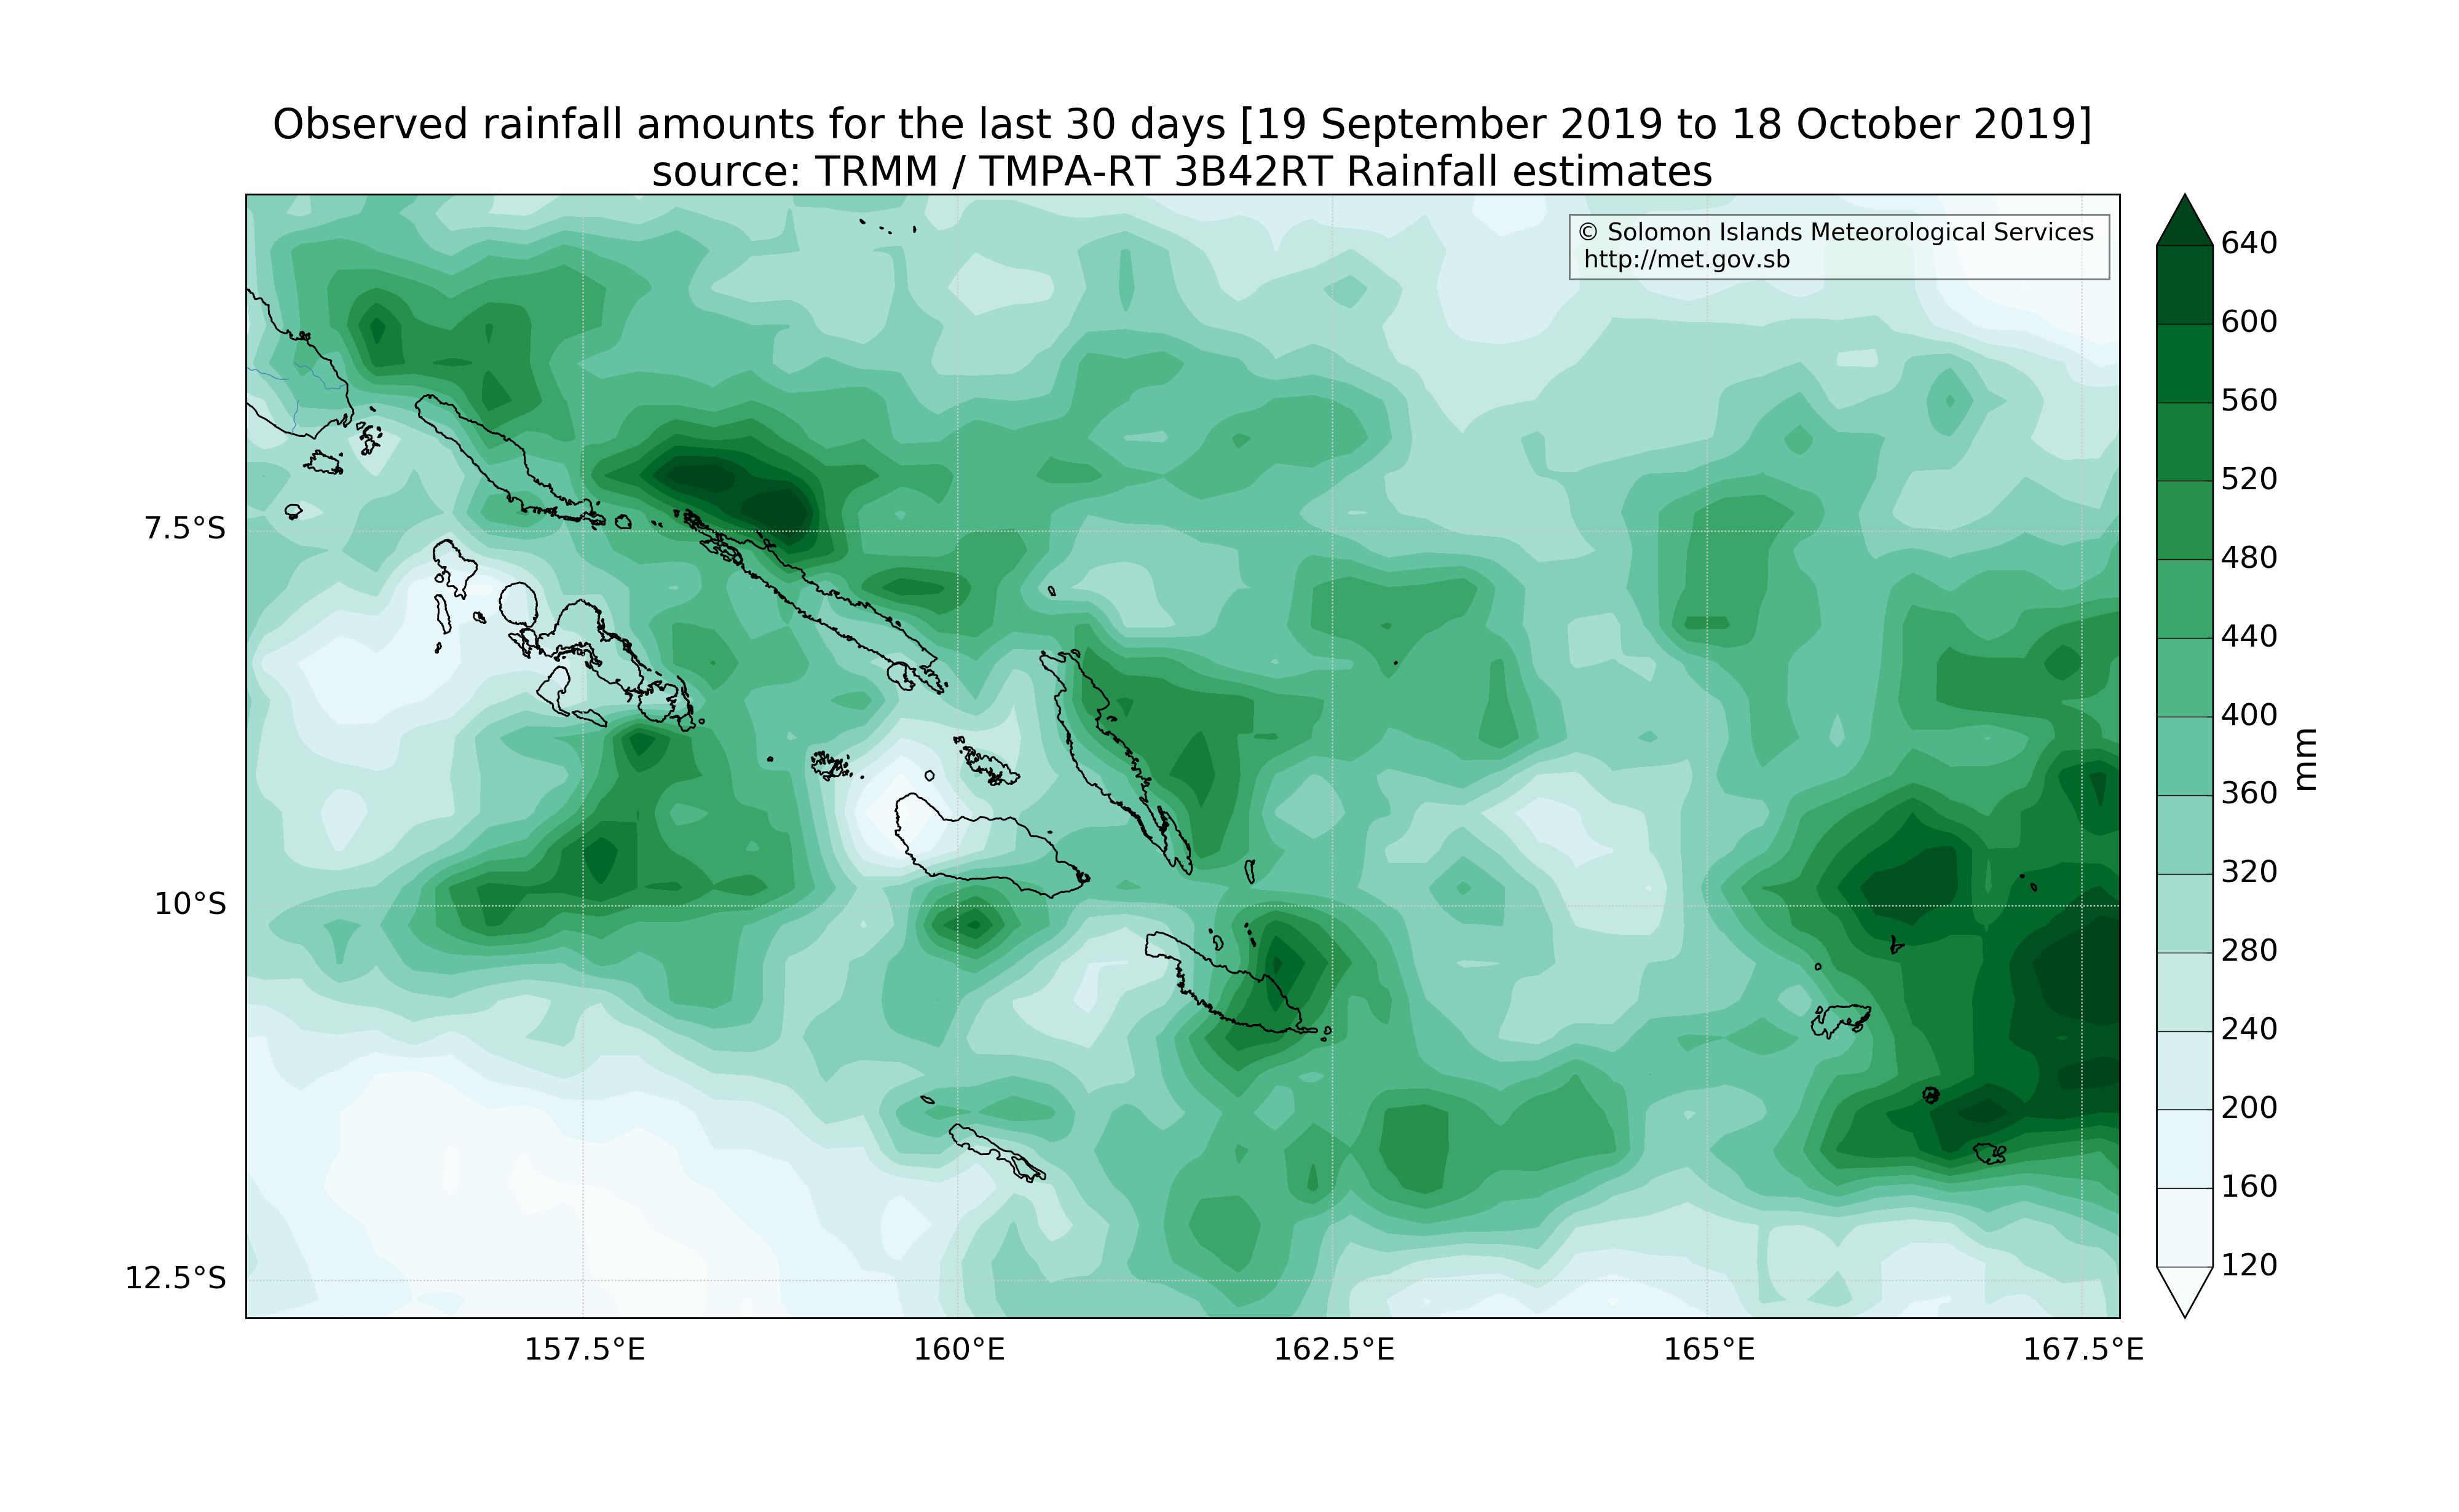 Observed rainfall amounts for the last 30 days [19 September 2019 to 18 October 2019]
source: TRMM / TMPA-RT 3B42RT Rainfall estimates
© Solomon Islands Meteorological Services
http://met.gov.sb
7.5°S
10°S
12.5°S
157.5°E
160°E
162.5°E
165°E
167.5°E
640
600
560
520
480
440
400
360
320
280
240
200
160
120
mm